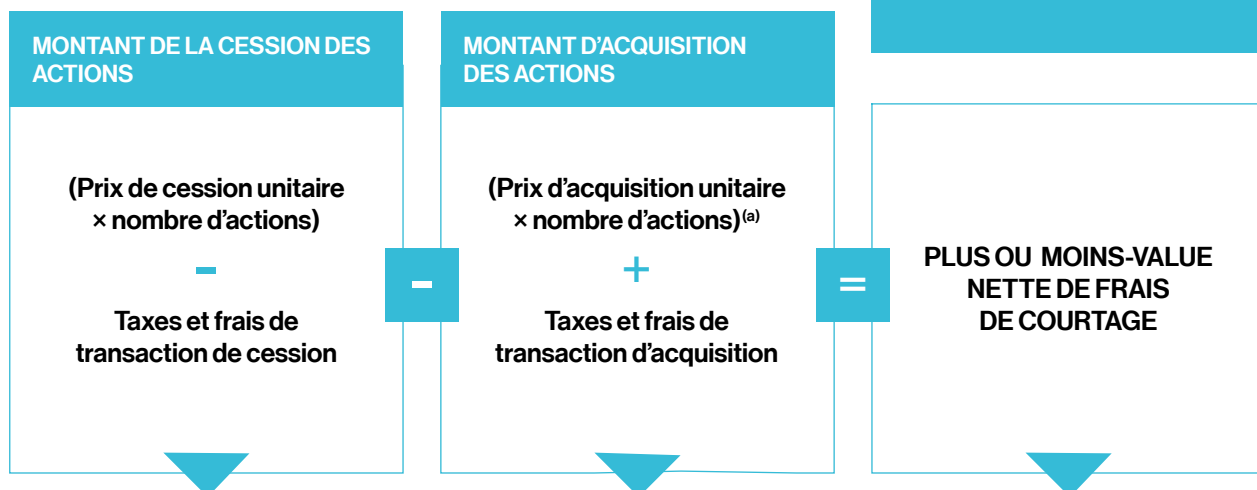 MONTANT DE LA CESSION DES
ACTIONS
(Prix de cession unitaire
× nombre d’actions)
-
Taxes et frais de
transaction de cession
-
MONTANT D’ACQUISITION
DES ACTIONS
(Prix d’acquisition unitaire
× nombre d’actions)(a)
+
Taxes et frais de
transaction d’acquisition
=
PLUS OU MOINS-VALUE
NETTE DE FRAIS
DE COURTAGE